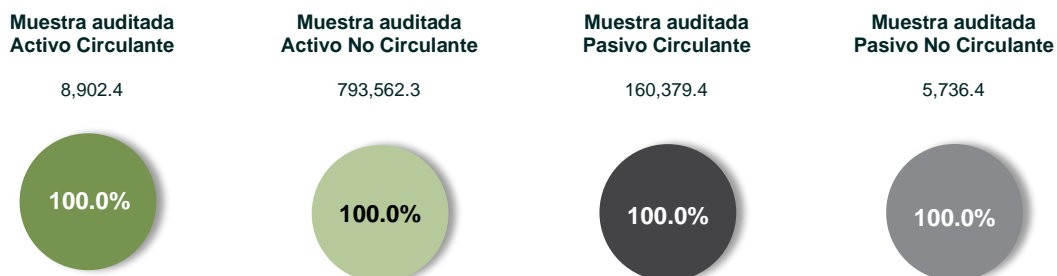 Muestra auditada
Activo Circulante
8,902.4
100.0%
Muestra auditada
Activo No Circulante
793,562.3
100.0%
Muestra auditada
Pasivo Circulante
160,379.4
100.0%
Muestra auditada
Pasivo No Circulante
5,736.4
100.0%